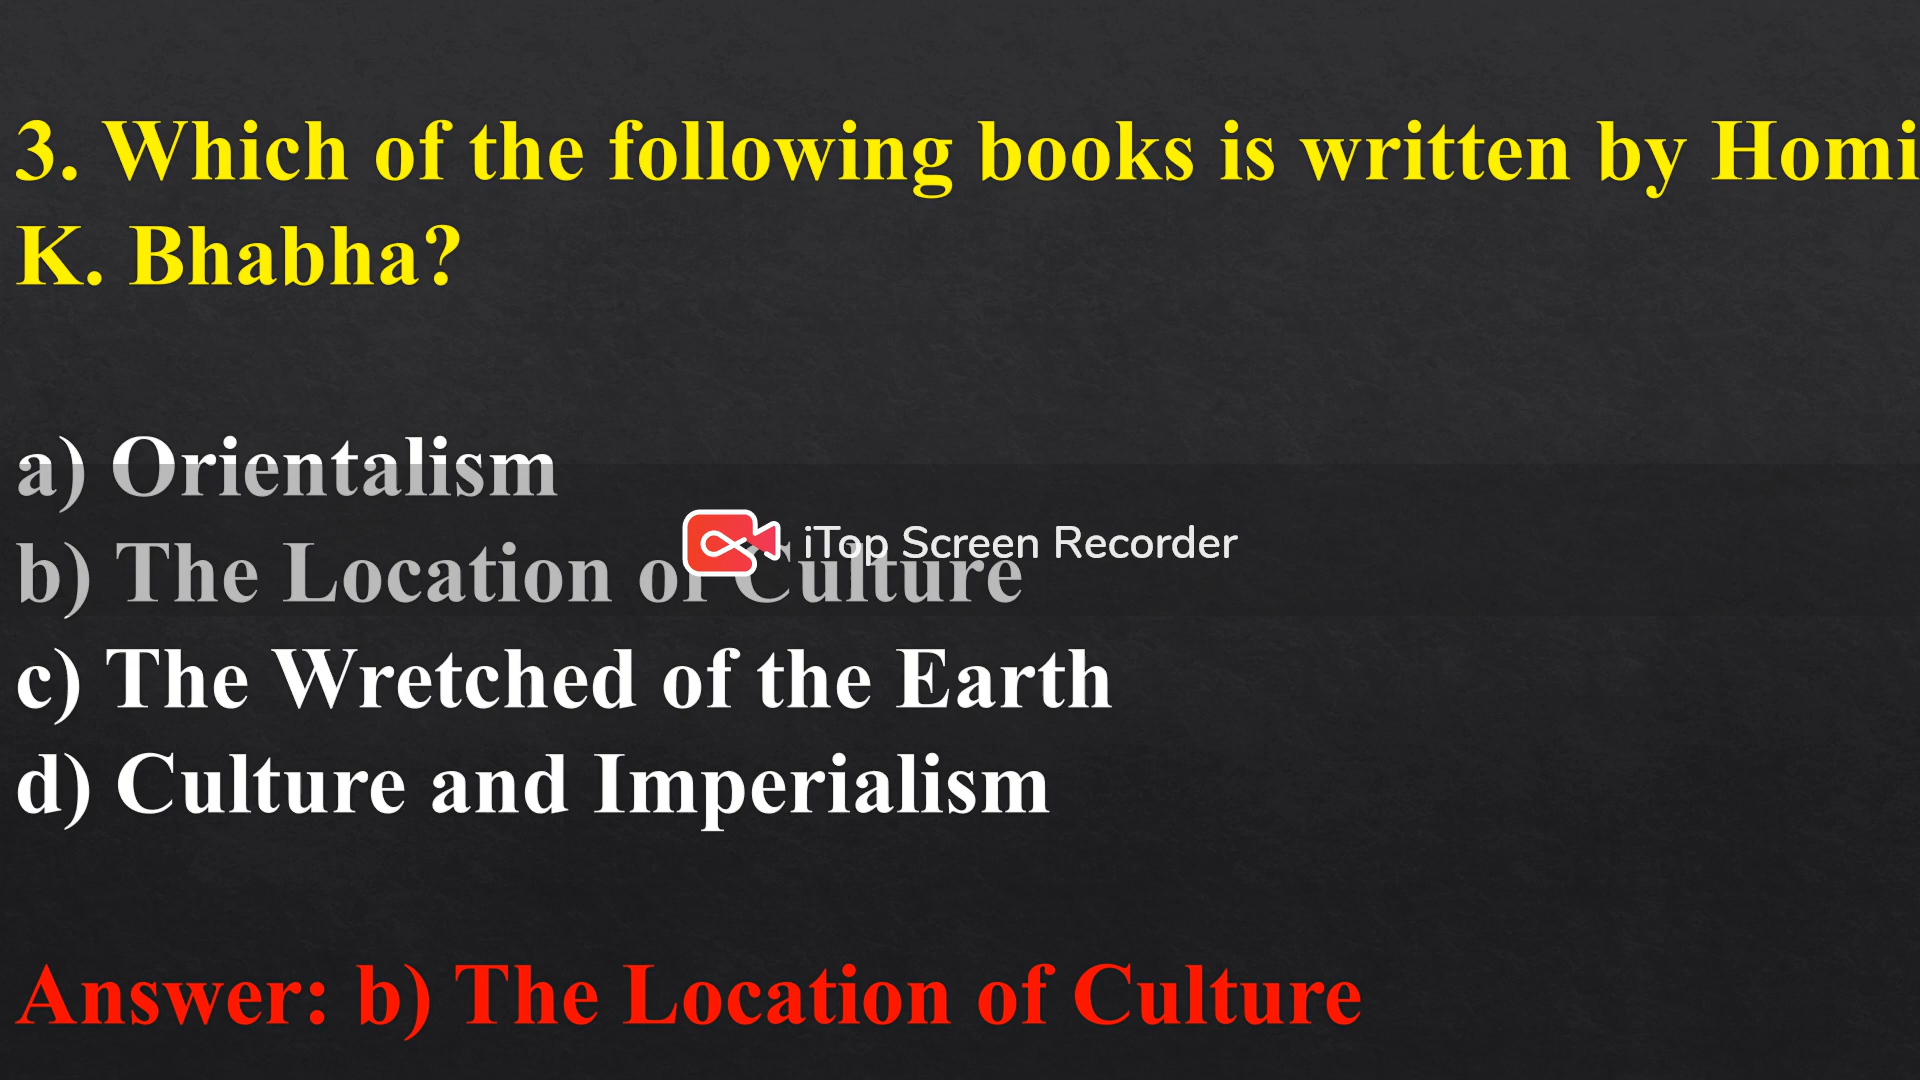 3. Which of the following books is written by Homi
K. Bhabha?
a) Orientalism
iTop Screen Recorder
b) The Location of Culture
c) The Wretched of the Earth
d) Culture and Imperialism
Answer: b) The Location of Culture